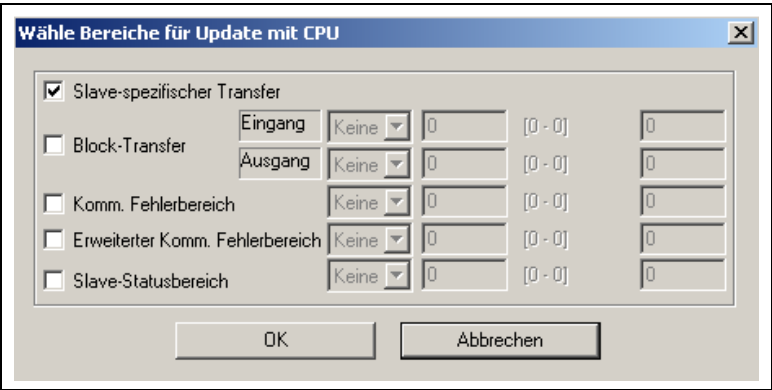 Wähle Bereiche für Update mit CPU
Slave-spezifischer Transfer
Block-Transfer
Eingang Keine 0 [0 - 0] 0
Ausgang Keine 0 [0 - 0] 0
Komm. Fehlerbereich Keine 0 [0 - 0] 0
Erweiterter Komm. Fehlerbereich Keine 0 [0 - 0] 0
Slave-Statusbereich Keine 0 [0 - 0] 0
OK Abbrechen